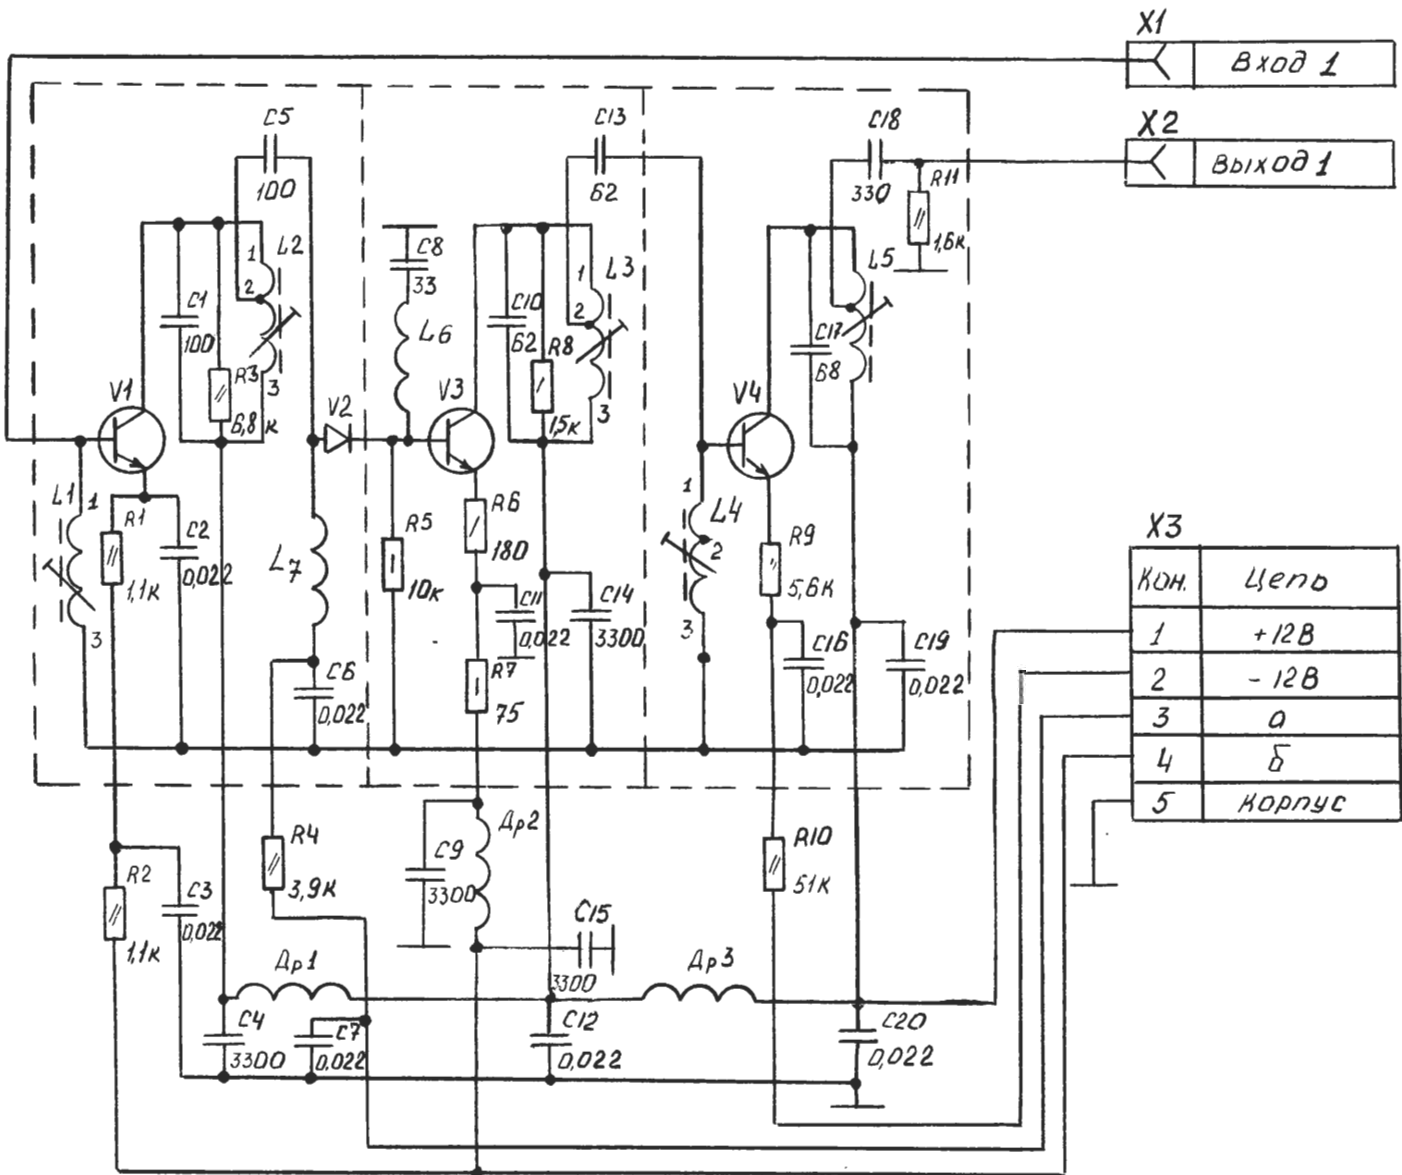 X1
Вход 1
X2
Выход 1
C5
100
C13
62
C18
330
R11
1,6к
1
L2
2
3
C1
100
R3
6,8к
C8
33
L6
C10
62
R8
1,5к
1
L3
2
3
L5
C17
68
V1
V2
V3
V4
L1
1
3
R1
1,1к
C2
0,022
L7
R5
10к
R6
180
C11
0,022
C14
3300
1
L4
2
3
R9
5,6к
C6
0,022
R7
75
C16
0,022
C19
0,022
X3
Кон. Цепь
1 +12В
2 -12В
3 а
4 б
5 Корпус
R2
1,1к
C3
0,022
R4
3,9к
C9
3300
Др2
C15
3300
R10
51к
Др1
Др3
C4
3300
C7
0,022
C12
0,022
C20
0,022